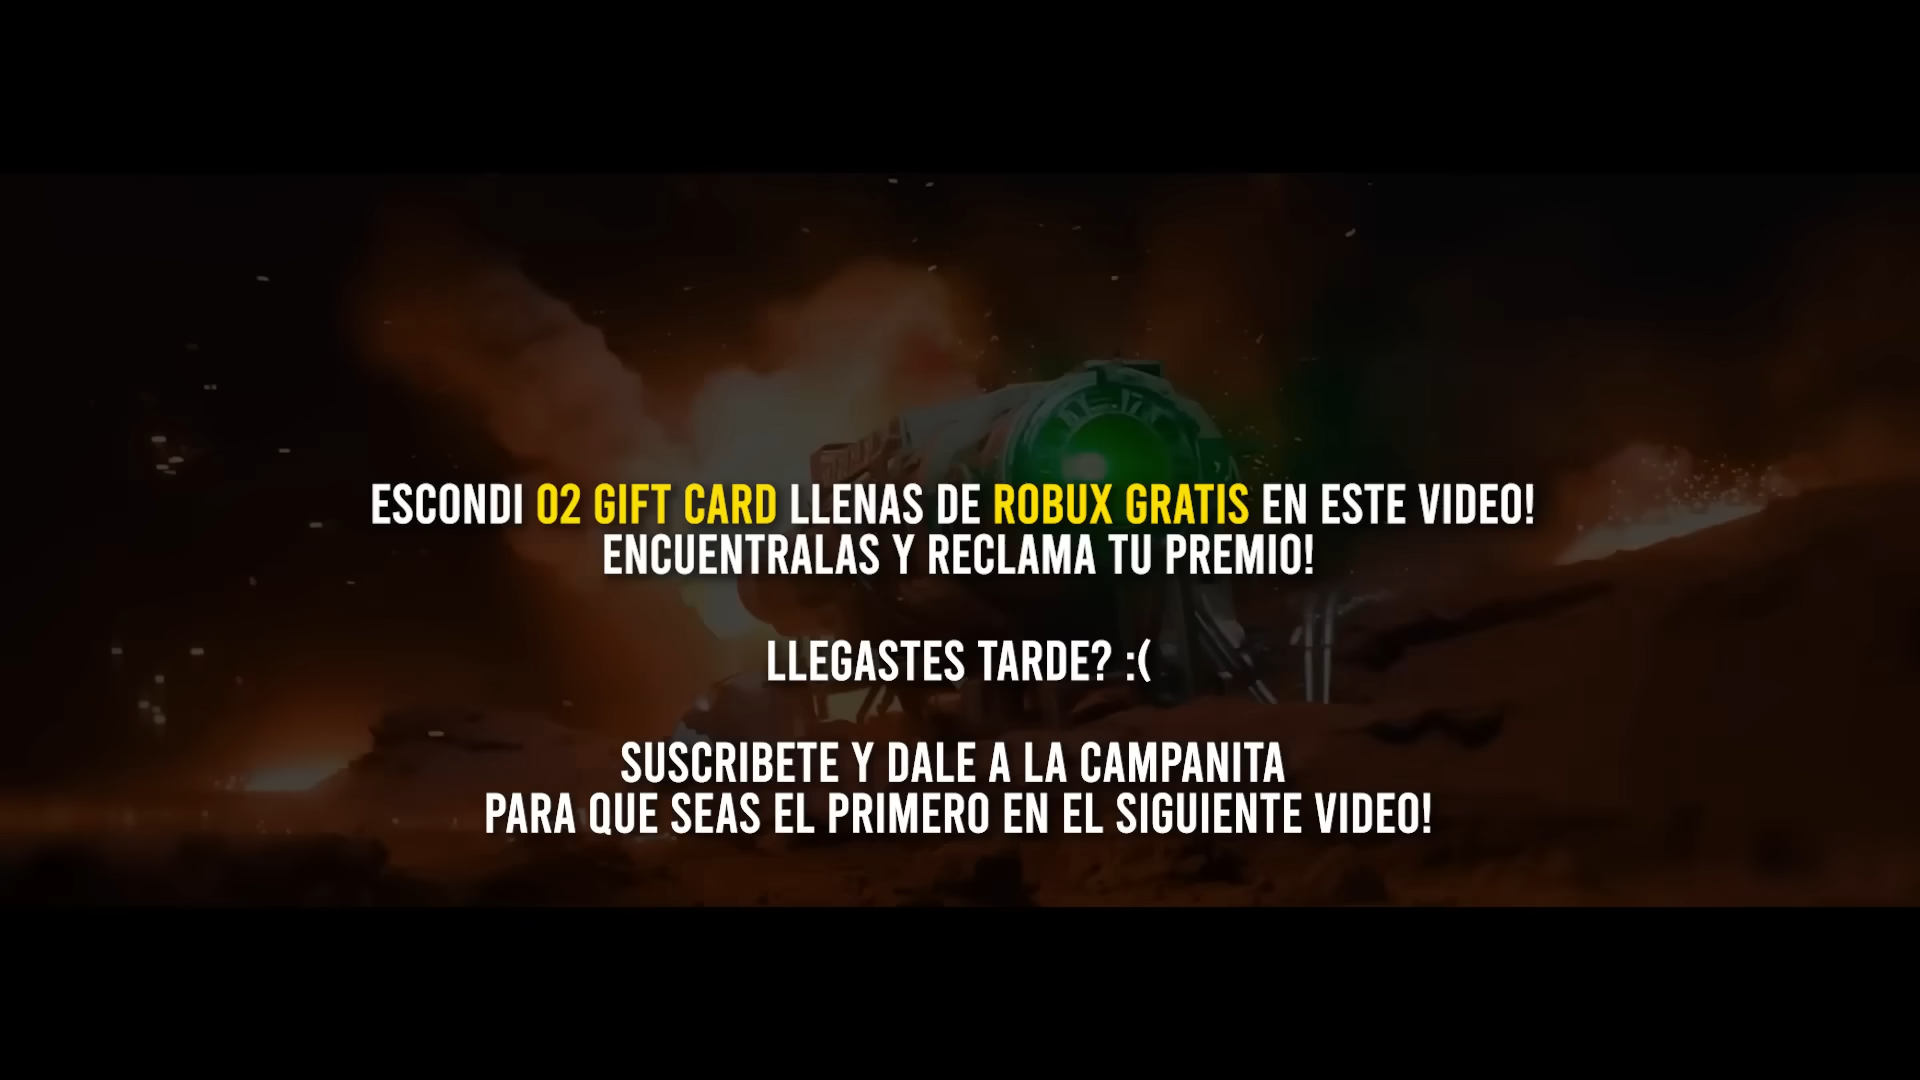 ESCONDI 02 GIFT CARD LLENAS DE ROBUX GRATIS EN ESTE VIDEO!
ENCUENTRALAS Y RECLAMA TU PREMIO!
LLEGASTES TARDE? :(
SUSCRIBETE Y DALE A LA CAMPANITA
PARA QUE SEAS EL PRIMERO EN EL SIGUIENTE VIDEO!